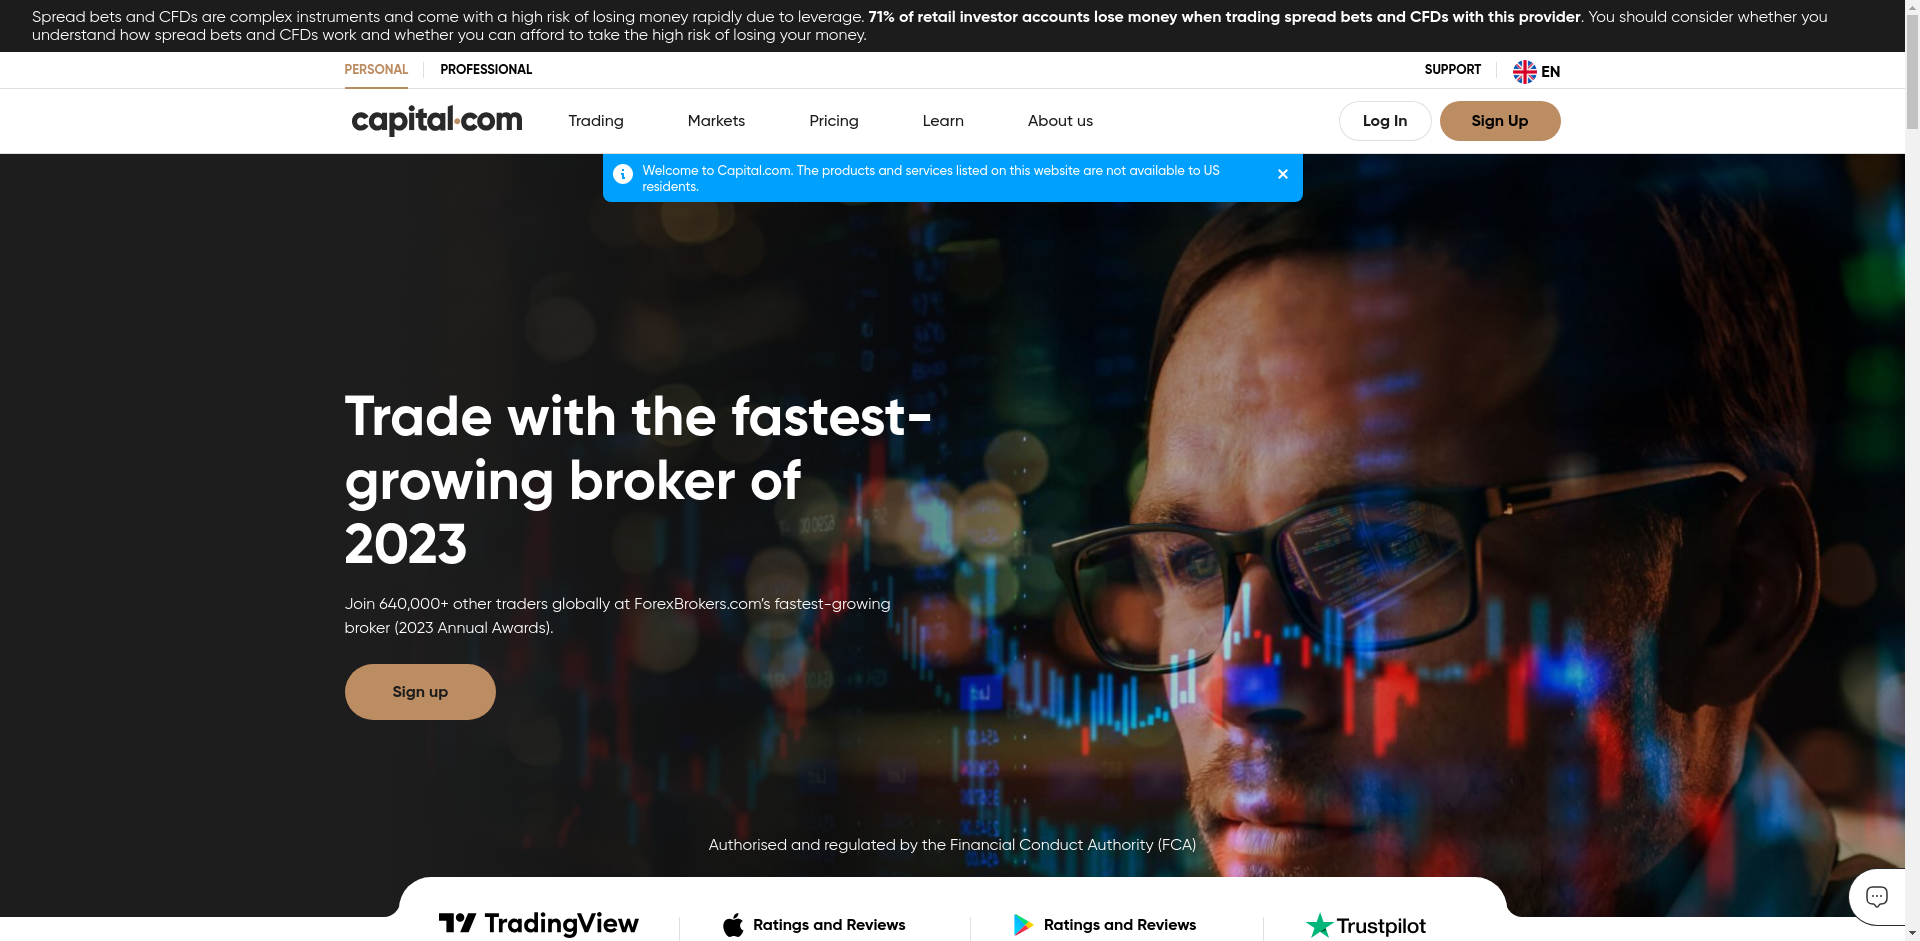 Spread bets and CFDs are complex instruments and come with a high risk of losing money rapidly due to leverage. 71% of retail investor accounts lose money when trading spread bets and CFDs with this provider. You should consider whether you
understand how spread bets and CFDs work and whether you can afford to take the high risk of losing your money.
PERSONAL PROFESSIONAL SUPPORT EN
capital.com Trading Markets Pricing Learn About us Log In Sign Up
Welcome to Capital.com. The products and services listed on this website are not available to US
residents.
Trade with the fastest-
growing broker of
2023
Join 640,000+ other traders globally at ForexBrokers.com’s fastest-growing
broker (2023 Annual Awards).
Sign up
Authorised and regulated by the Financial Conduct Authority (FCA)
TradingView Ratings and Reviews Ratings and Reviews Trustpilot